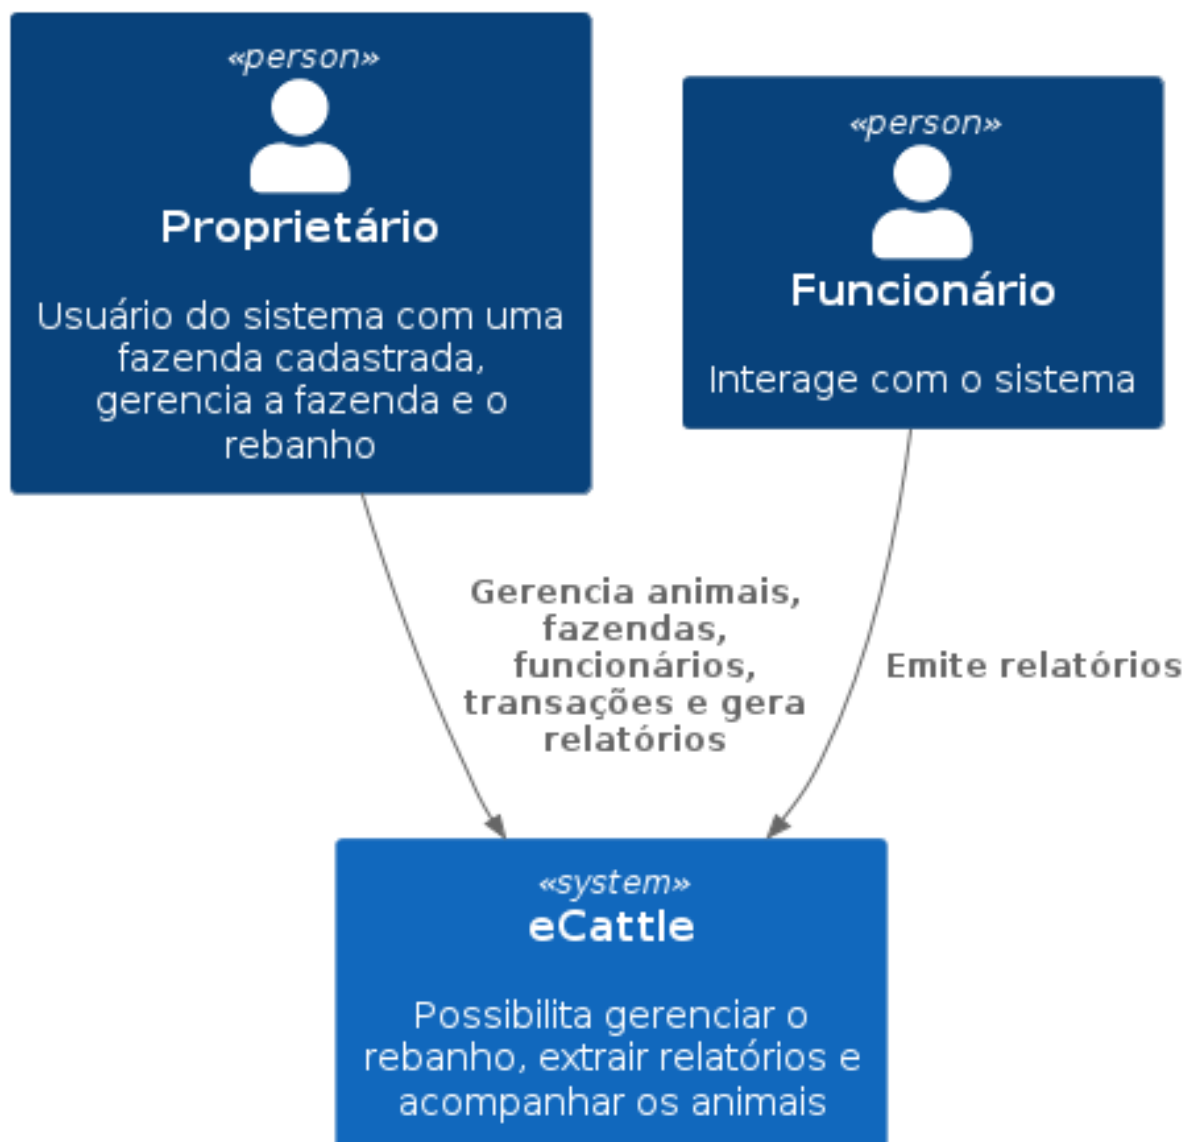 «person»
Proprietário
Usuário do sistema com uma
fazenda cadastrada,
gerencia a fazenda e o
rebanho
«person»
Funcionário
Interage com o sistema
Gerencia animais,
fazendas,
funcionários,
transações e gera
relatórios
Emite relatórios
«system»
eCattle
Possibilita gerenciar o
rebanho, extrair relatórios e
acompanhar os animais